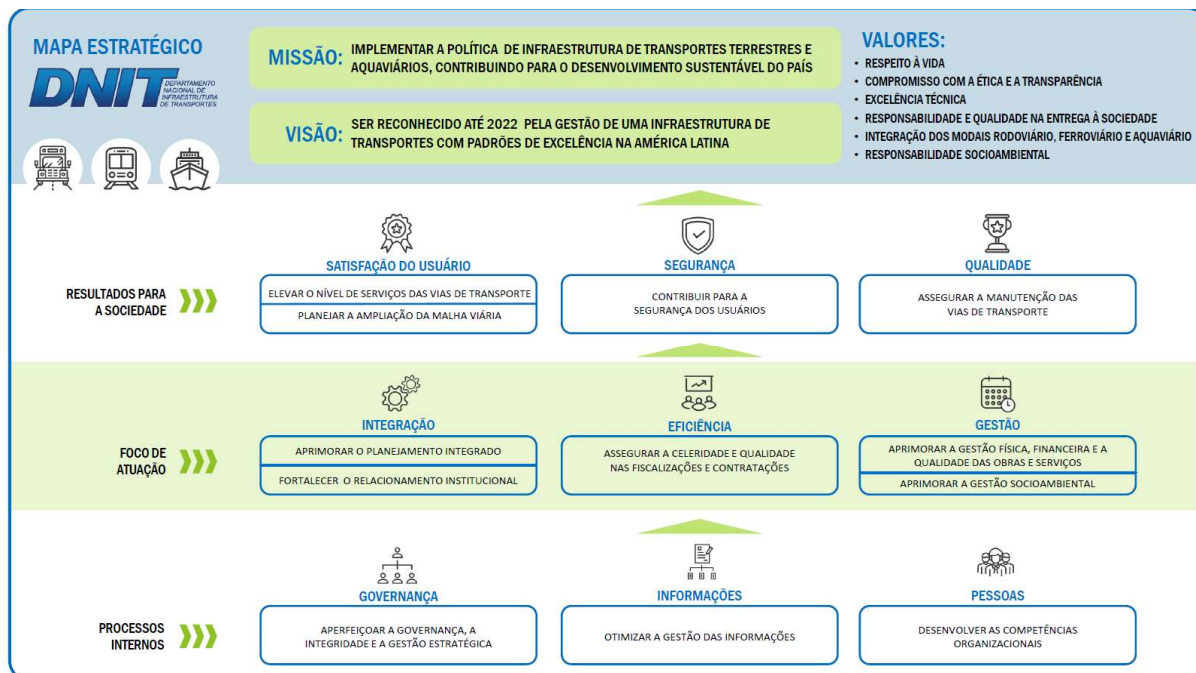 MAPA ESTRATÉGICO
DNIT
DEPARTAMENTO
NACIONAL DE
INFRAESTRUTURA
DE TRANSPORTES
MISSÃO:
IMPLEMENTAR A POLÍTICA DE INFRAESTRUTURA DE TRANSPORTES TERRESTRES E
AQUAVIÁRIOS, CONTRIBUINDO PARA O DESENVOLVIMENTO SUSTENTÁVEL DO PAÍS
VISÃO:
SER RECONHECIDO ATÉ 2022 PELA GESTÃO DE UMA INFRAESTRUTURA DE
TRANSPORTES COM PADRÕES DE EXCELÊNCIA NA AMÉRICA LATINA
VALORES:
• RESPEITO À VIDA
• COMPROMISSO COM A ÉTICA E A TRANSPARÊNCIA
• EXCELÊNCIA TÉCNICA
• RESPONSABILIDADE E QUALIDADE NA ENTREGA À SOCIEDADE
• INTEGRAÇÃO DOS MODAIS RODOVIÁRIO, FERROVIÁRIO E AQUAVIÁRIO
• RESPONSABILIDADE SOCIOAMBIENTAL
RESULTADOS PARA
A SOCIEDADE
SATISFAÇÃO DO USUÁRIO
ELEVAR O NÍVEL DE SERVIÇOS DAS VIAS DE TRANSPORTE
PLANEJAR A AMPLIAÇÃO DA MALHA VIÁRIA
SEGURANÇA
CONTRIBUIR PARA A
SEGURANÇA DOS USUÁRIOS
QUALIDADE
ASSEGURAR A MANUTENÇÃO DAS
VIAS DE TRANSPORTE
FOCO DE
ATUAÇÃO
INTEGRAÇÃO
APRIMORAR O PLANEJAMENTO INTEGRADO
FORTALECER O RELACIONAMENTO INSTITUCIONAL
EFICIÊNCIA
ASSEGURAR A CELERIDADE E QUALIDADE
NAS FISCALIZAÇÕES E CONTRATAÇÕES
GESTÃO
APRIMORAR A GESTÃO FÍSICA, FINANCEIRA E A
QUALIDADE DAS OBRAS E SERVIÇOS
APRIMORAR A GESTÃO SOCIOAMBIENTAL
PROCESSOS
INTERNOS
GOVERNANÇA
APERFEIÇOAR A GOVERNANÇA, A
INTEGRIDADE E A GESTÃO ESTRATÉGICA
INFORMAÇÕES
OTIMIZAR A GESTÃO DAS INFORMAÇÕES
PESSOAS
DESENVOLVER AS COMPETÊNCIAS
ORGANIZACIONAIS